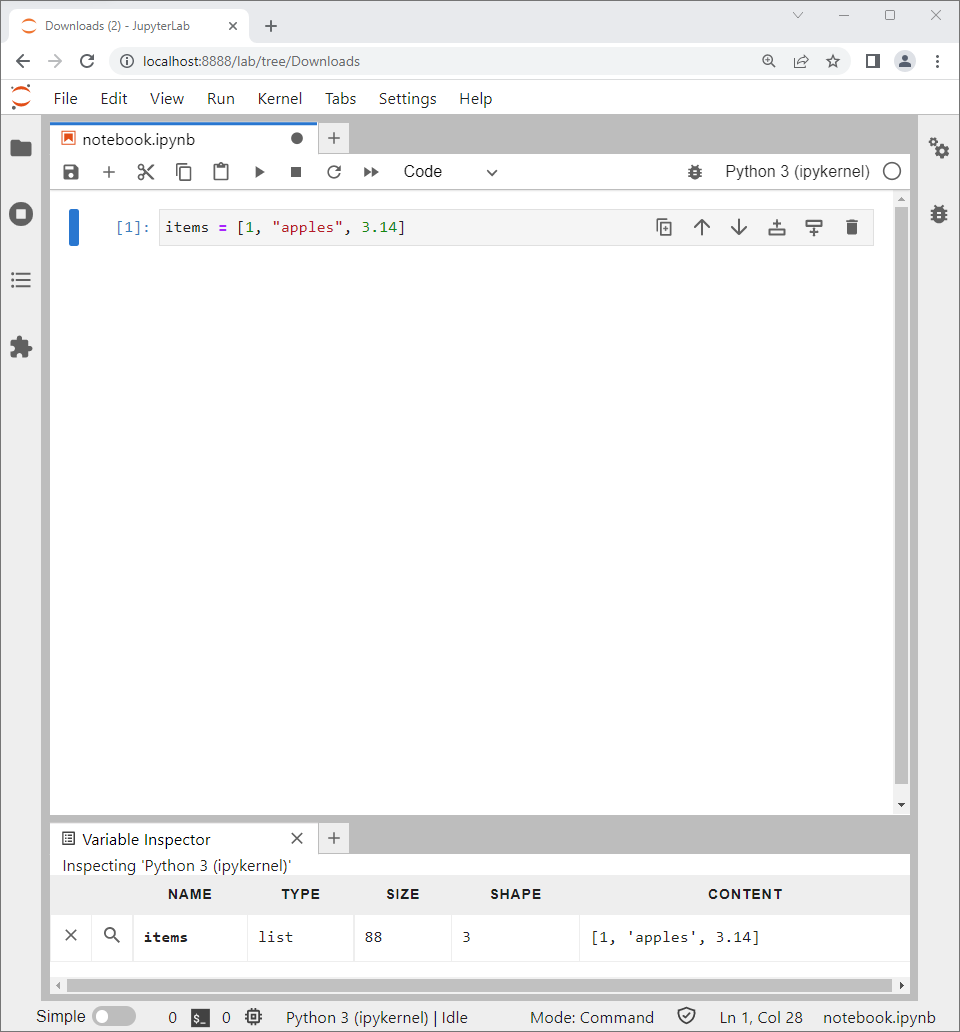 Downloads (2) - JupyterLab
localhost:8888/lab/tree/Downloads
File Edit View Run Kernel Tabs Settings Help
notebook.ipynb
Code Python 3 (ipykernel)
[1]: items = [1, "apples", 3.14]
Variable Inspector
Inspecting 'Python 3 (ipykernel)'
NAME TYPE SIZE SHAPE CONTENT
items list 88 3 [1, 'apples', 3.14]
Simple 0 $_ 0 Python 3 (ipykernel) | Idle Mode: Command Ln 1, Col 28 notebook.ipynb